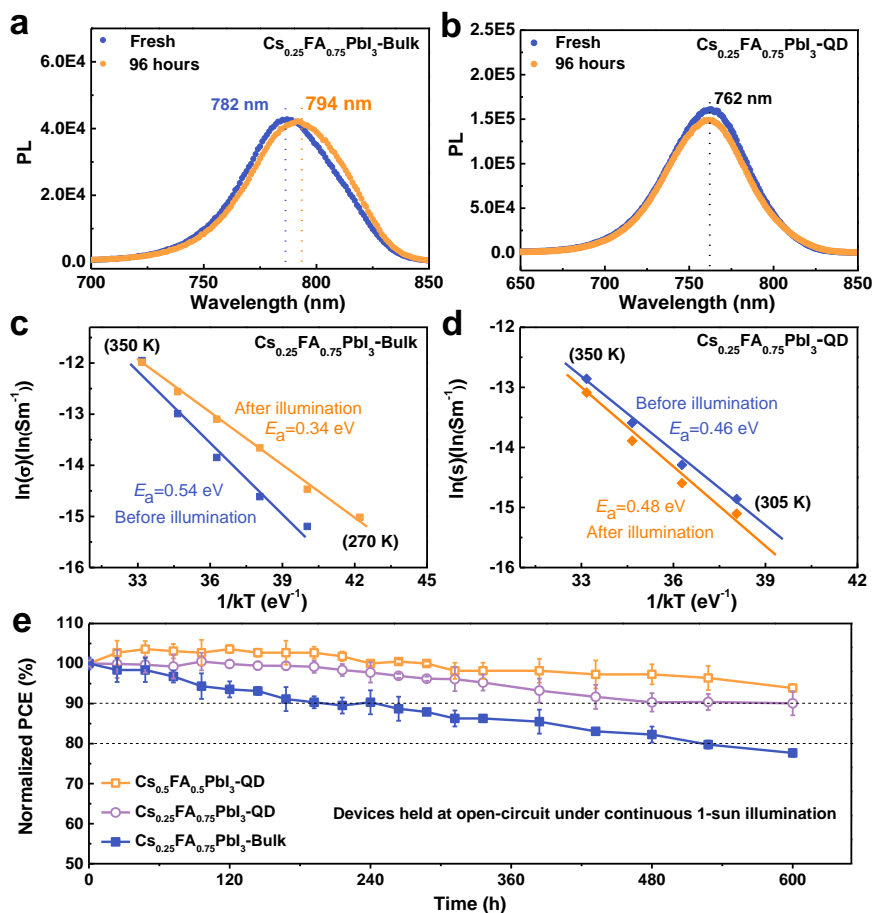 a
Fresh
96 hours
Cs0.25FA0.75PbI3-Bulk
782 nm
794 nm
6.0E4
4.0E4
2.0E4
0.0
PL
700
750
800
850
Wavelength (nm)
b
Fresh
96 hours
Cs0.25FA0.75PbI3-QD
762 nm
2.5E5
2.0E5
1.5E5
1.0E5
5.0E4
0.0
PL
650
700
750
800
850
Wavelength (nm)
c
(350 K)
Cs0.25FA0.75PbI3-Bulk
After illumination
Ea=0.34 eV
Ea=0.54 eV
Before illumination
(270 K)
-12
-13
-14
-15
-16
ln(σ)(ln(Sm-1))
33
36
39
42
45
1/kT (eV-1)
d
(350 K)
Cs0.25FA0.75PbI3-QD
Before illumination
Ea=0.46 eV
(305 K)
Ea=0.48 eV
After illumination
-12
-13
-14
-15
-16
ln(s)(ln(Sm-1))
33
36
39
42
1/kT (eV-1)
e
110
100
90
80
70
60
50
Normalized PCE (%)
Cs0.5FA0.5PbI3-QD
Cs0.25FA0.75PbI3-QD
Cs0.25FA0.75PbI3-Bulk
Devices held at open-circuit under continuous 1-sun illumination
0
120
240
360
480
600
Time (h)